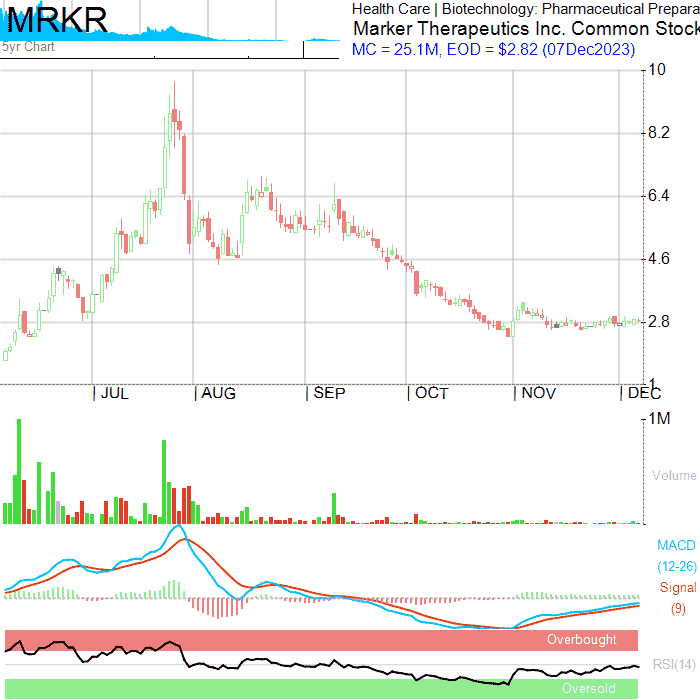 MRKR
5yr Chart
Health Care | Biotechnology: Pharmaceutical Prepara
Marker Therapeutics Inc. Common Stock
MC = 25.1M, EOD = $2.82 (07Dec2023)
10
8.2
6.4
4.6
2.8
1
| JUL | AUG | SEP | OCT | NOV | DEC
1M
Volume
MACD
(12-26)
Signal
(9)
Overbought
RSI(14)
Oversold